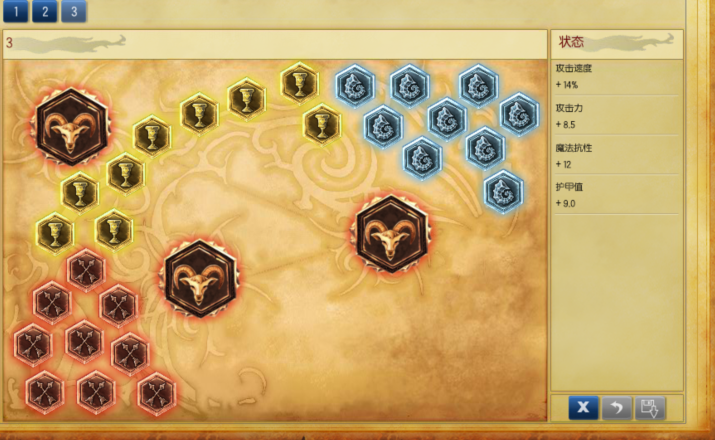 1 2 3
3
状态
攻击速度
+ 14%
攻击力
+ 8.5
魔法抗性
+ 12
护甲值
+ 9.0